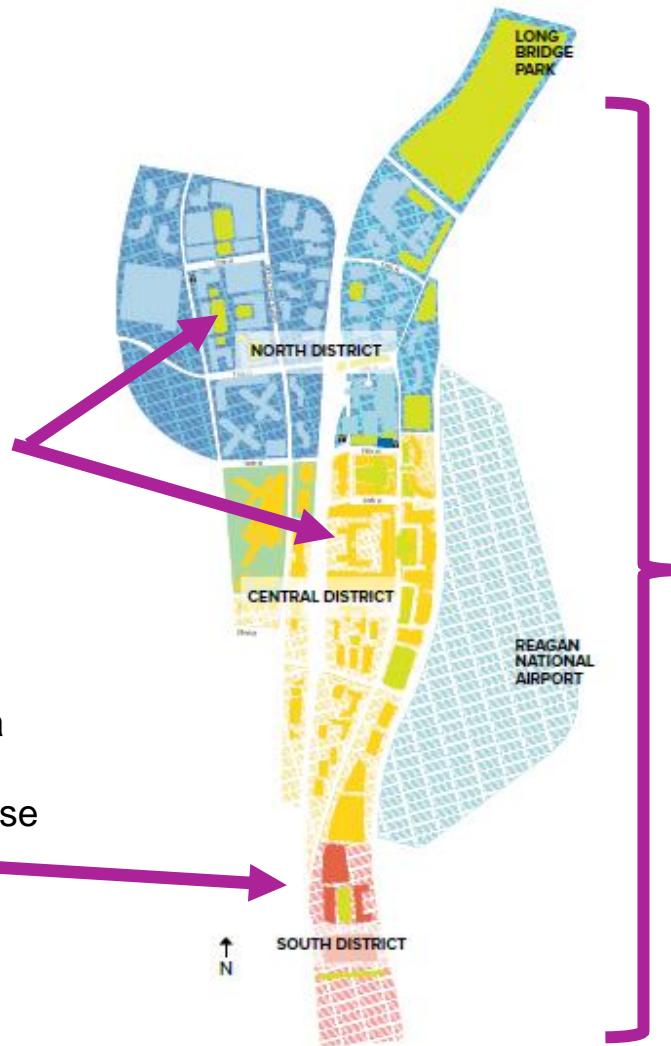 LONG
BRIDGE
PARK
NORTH DISTRICT
CENTRAL DISTRICT
REAGAN
NATIONAL
AIRPORT
se
SOUTH DISTRICT
N